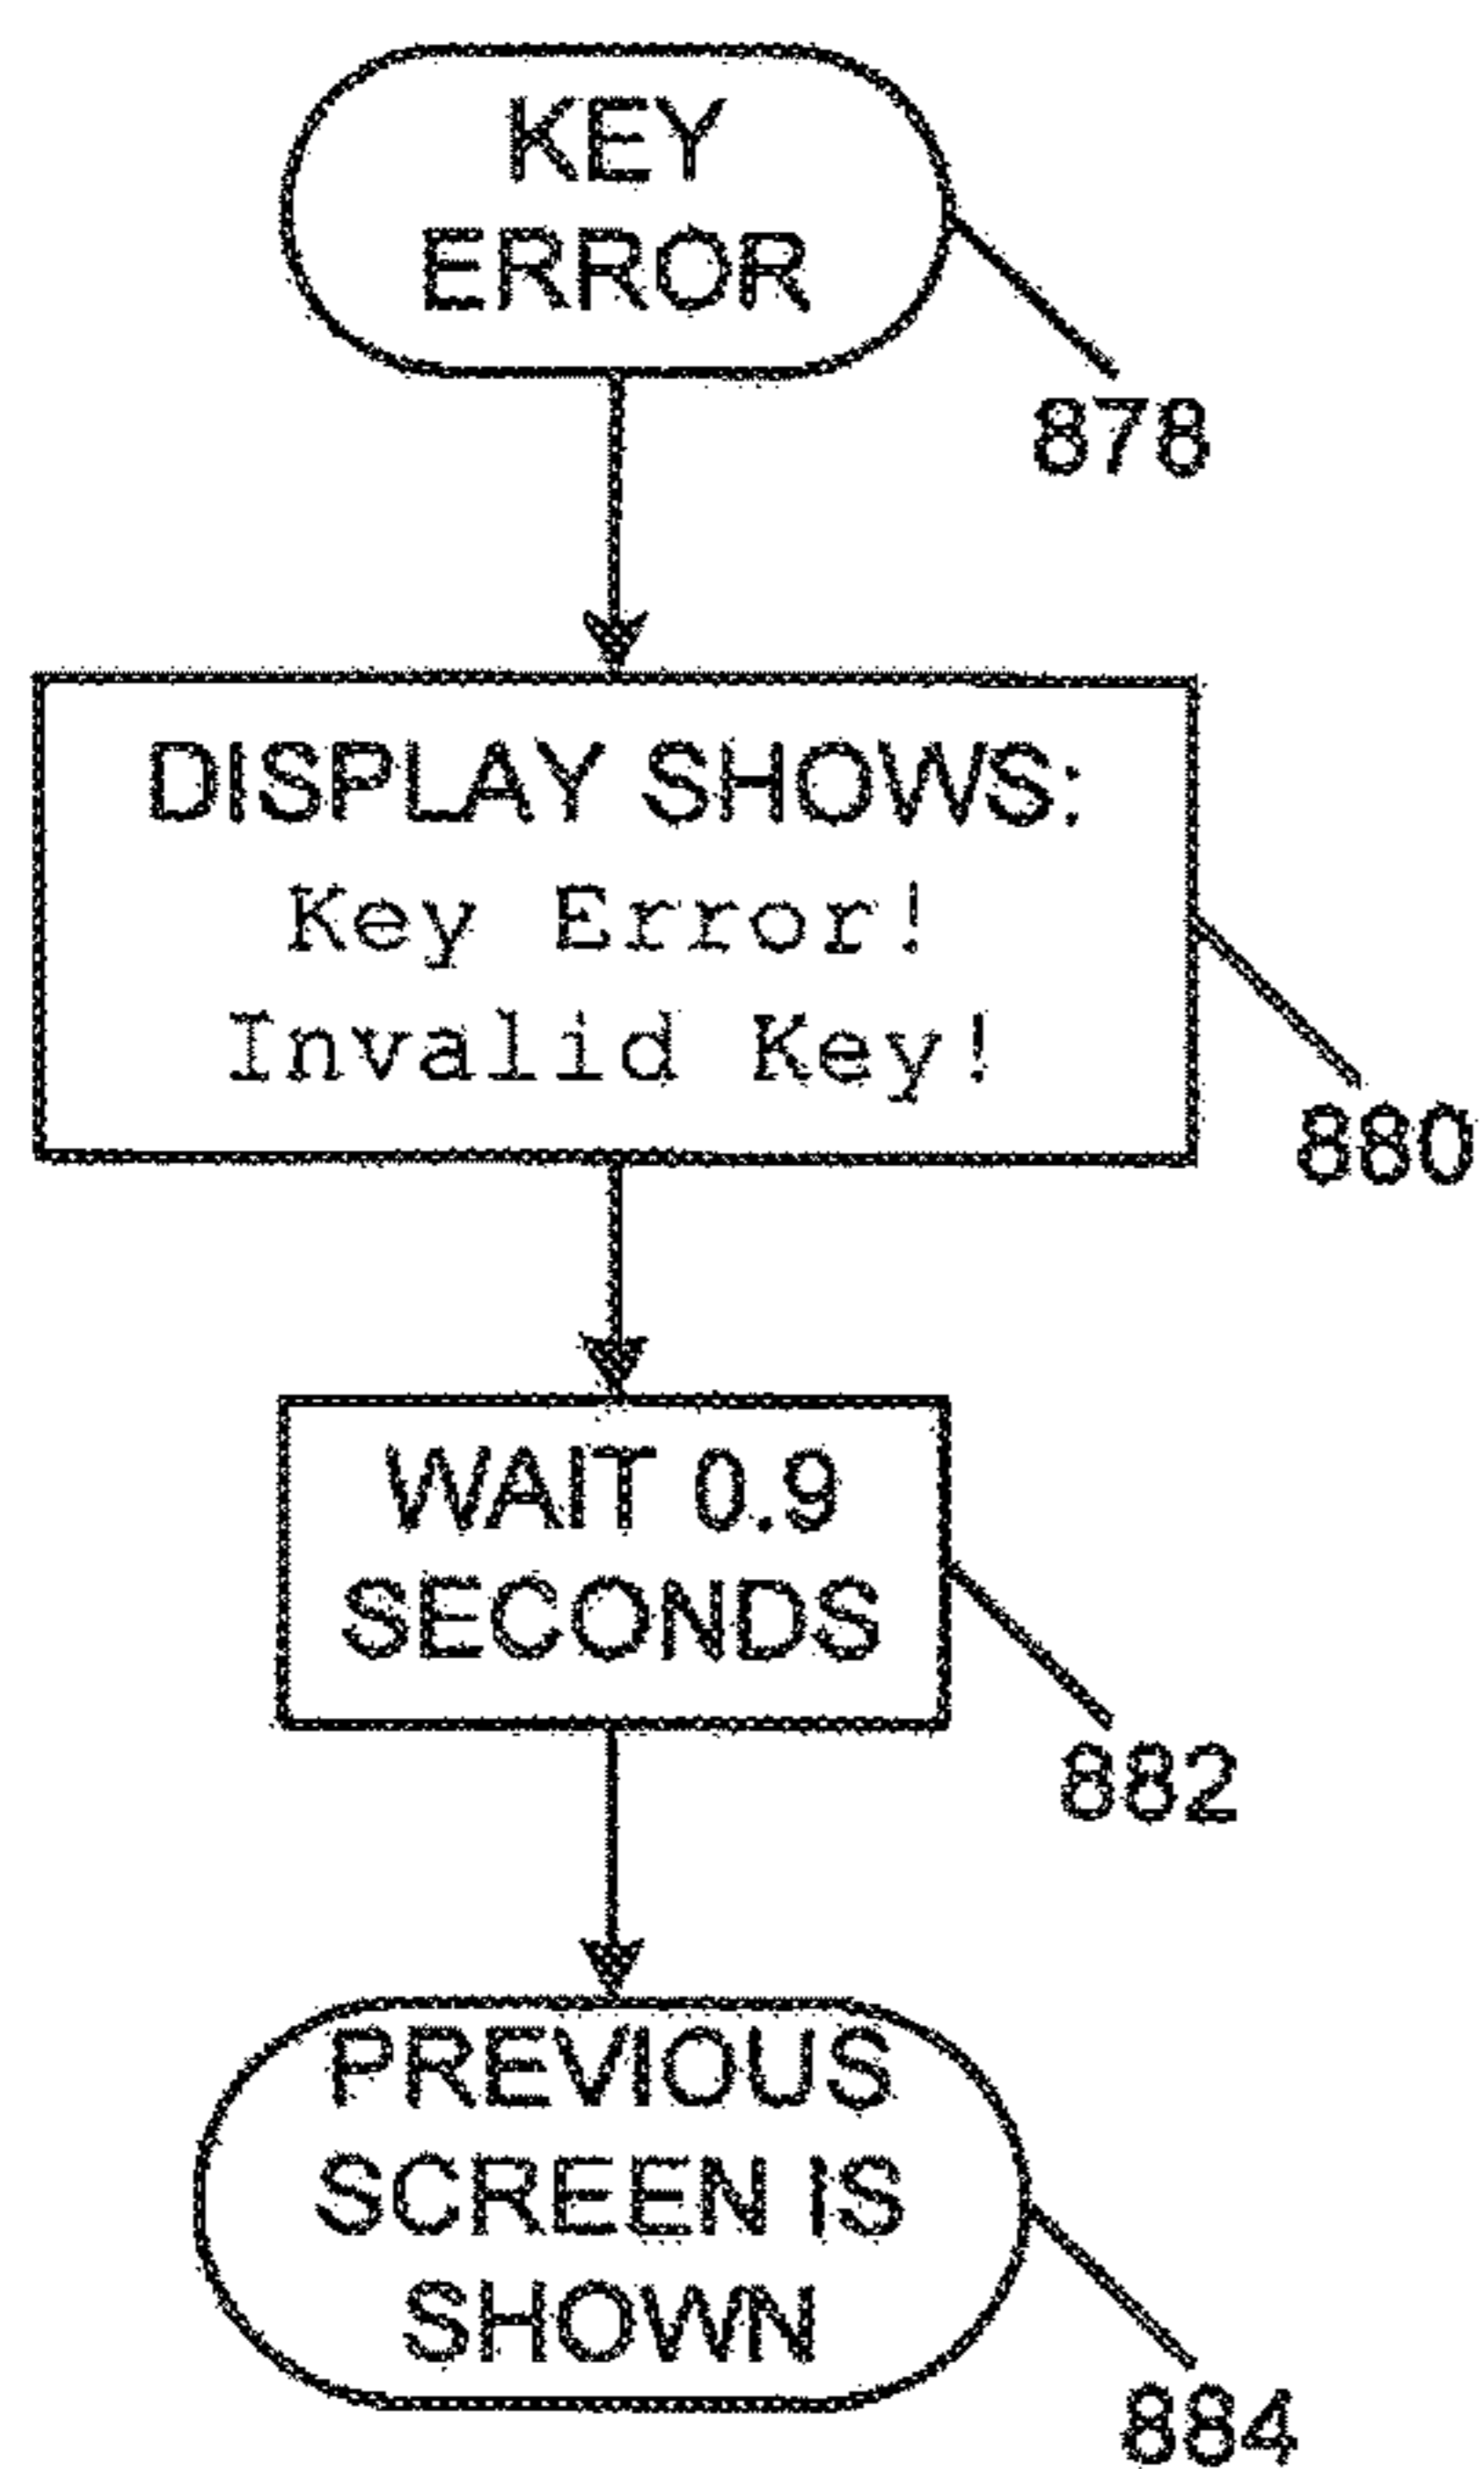 KEY
ERROR
878
DISPLAY SHOWS:
Key Error!
Invalid Key!
880
WAIT 0.9
SECONDS
882
PREVIOUS
SCREEN IS
SHOWN
884